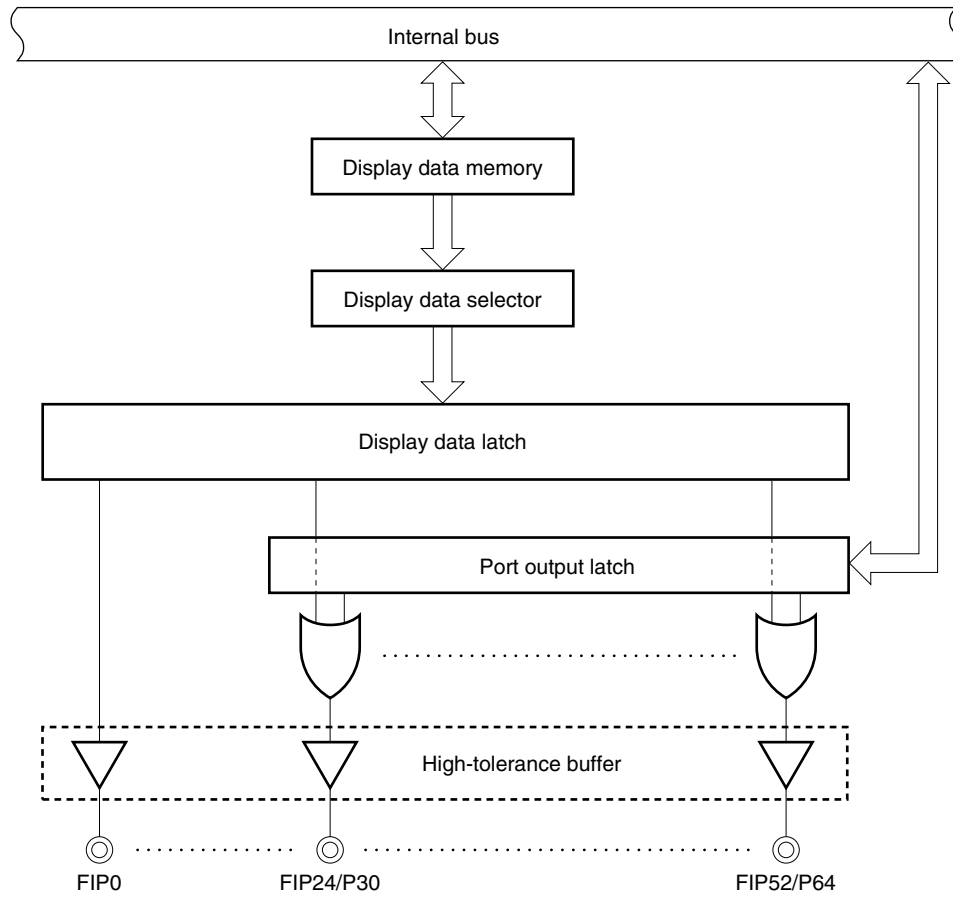 Internal bus
Display data memory
Display data selector
Display data latch
Port output latch
High-tolerance buffer
FIP0
FIP24/P30
FIP52/P64